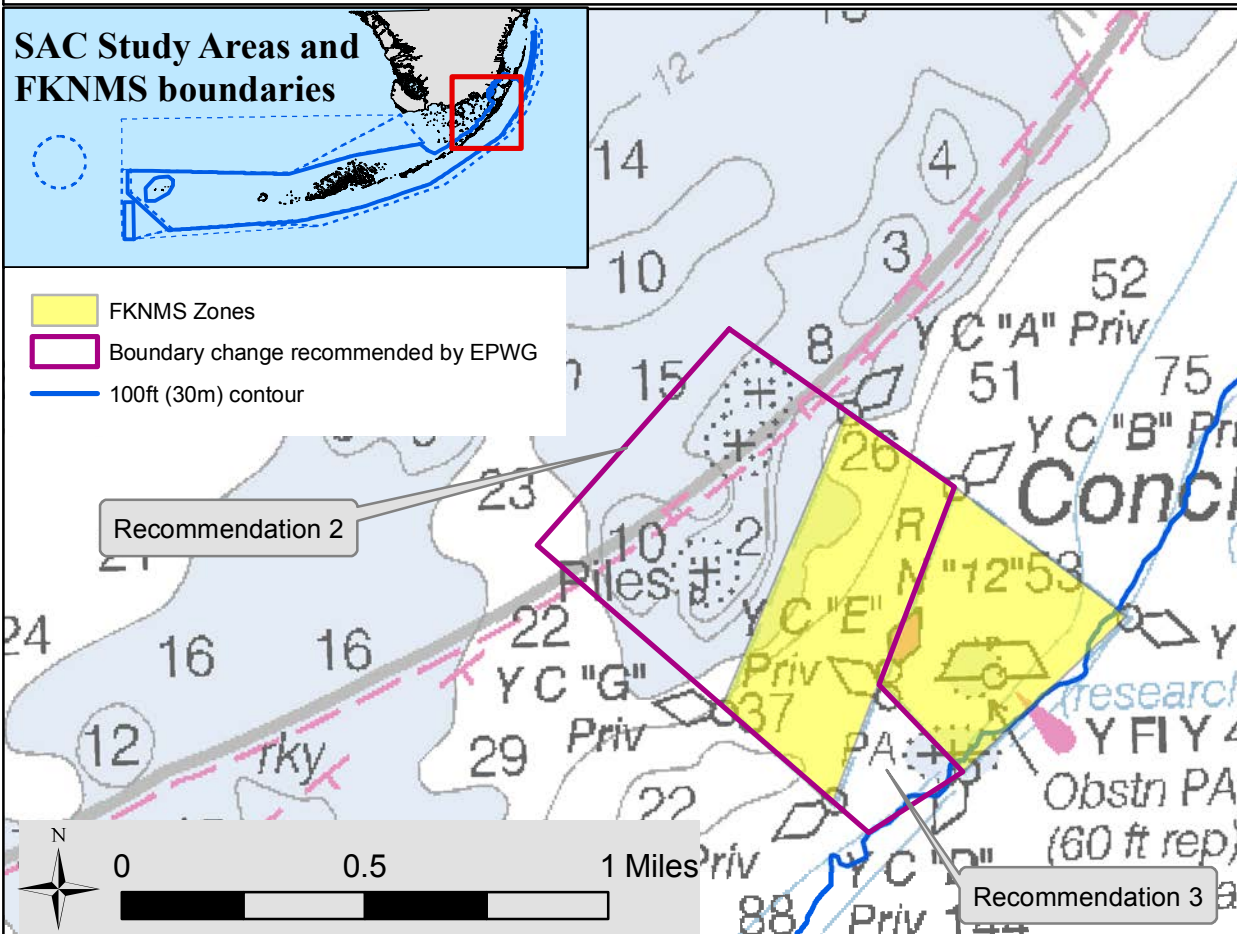 SAC Study Areas and
FKNMS boundaries
FKNMS Zones
Boundary change recommended by EPWG
100ft (30m) contour
12
14
4
3
10
52
Y C "A" Priv
8
51
75
15
Y C "B"
26
Conc
23
Recommendation 2
R
10
2
N "12"
53
Piles
24
22
Y C "E"
Priv
16
16
Y C "G"
Priv
37
(research
12
rky
29
PA
Y Fl Y 4
Obstn PA
(60 ft rep)
22
N
0
0.5
1 Miles
Priv
Y C "D"
Priv
88
Recommendation 3